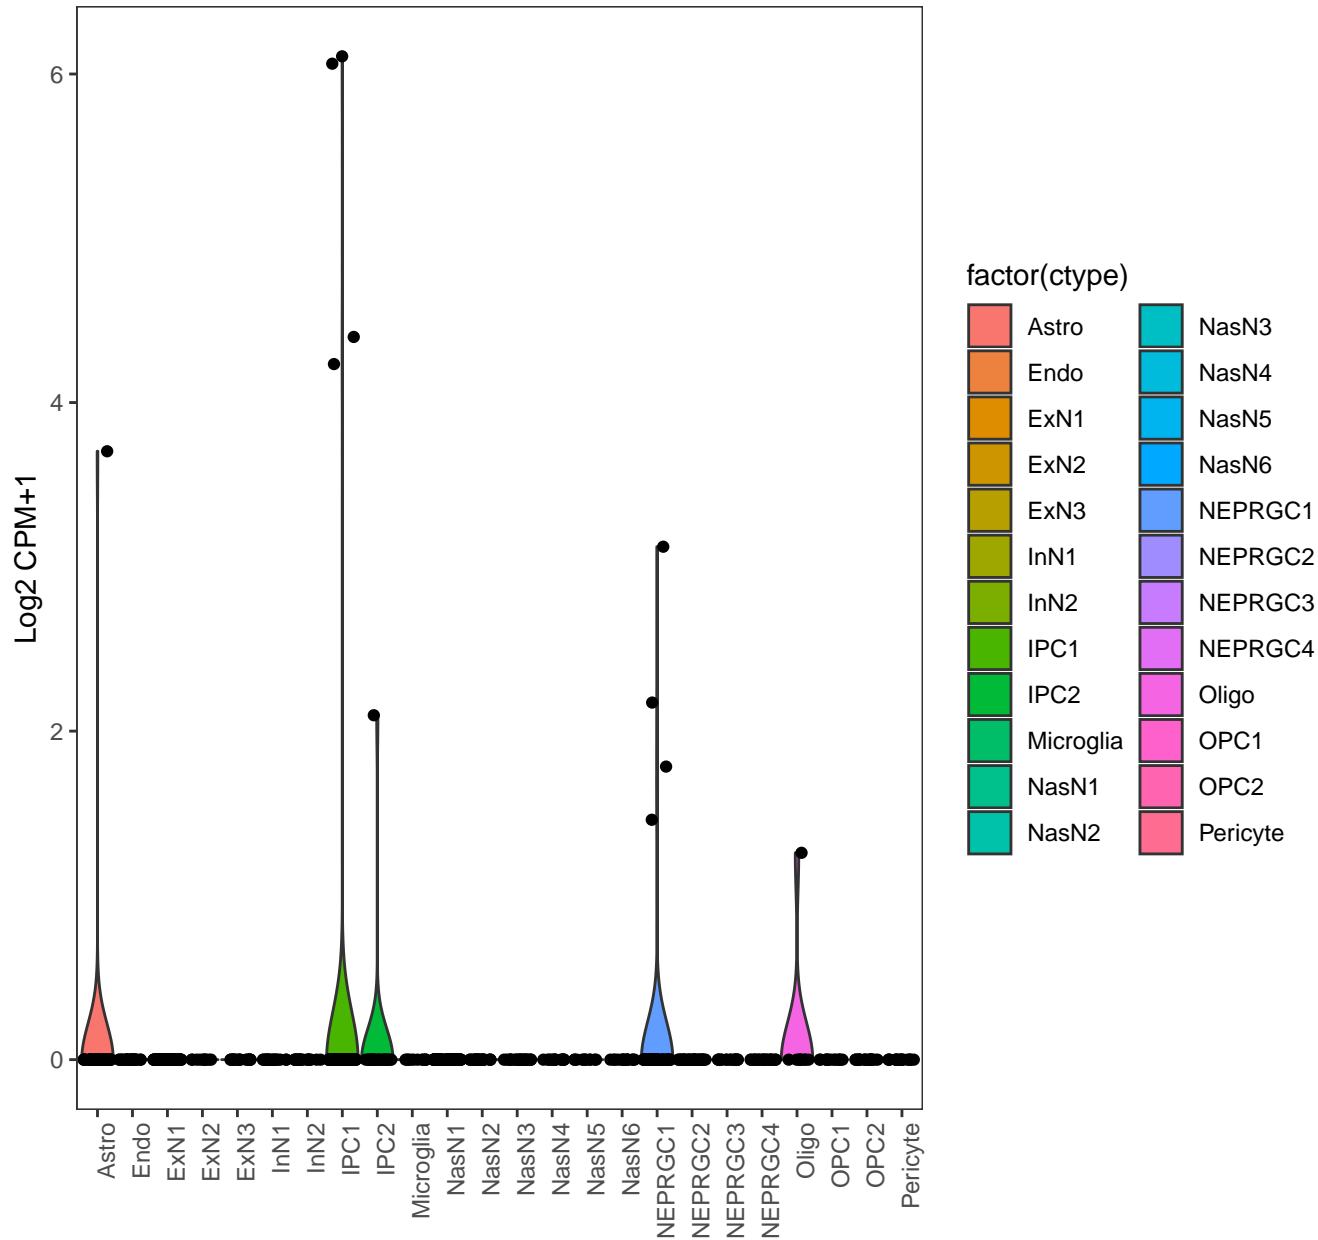 6
4
2
0
Log2 CPM+1
Astro
Endo
ExN1
ExN2
ExN3
InN1
InN2
IPC1
IPC2
Microglia
NasN1
NasN2
NasN3
NasN4
NasN5
NasN6
NEPRGC1
NEPRGC2
NEPRGC3
NEPRGC4
Oligo
OPC1
OPC2
Pericyte
factor(ctype)
Astro
Endo
ExN1
ExN2
ExN3
InN1
InN2
IPC1
IPC2
Microglia
NasN1
NasN2
NasN3
NasN4
NasN5
NasN6
NEPRGC1
NEPRGC2
NEPRGC3
NEPRGC4
Oligo
OPC1
OPC2
Pericyte